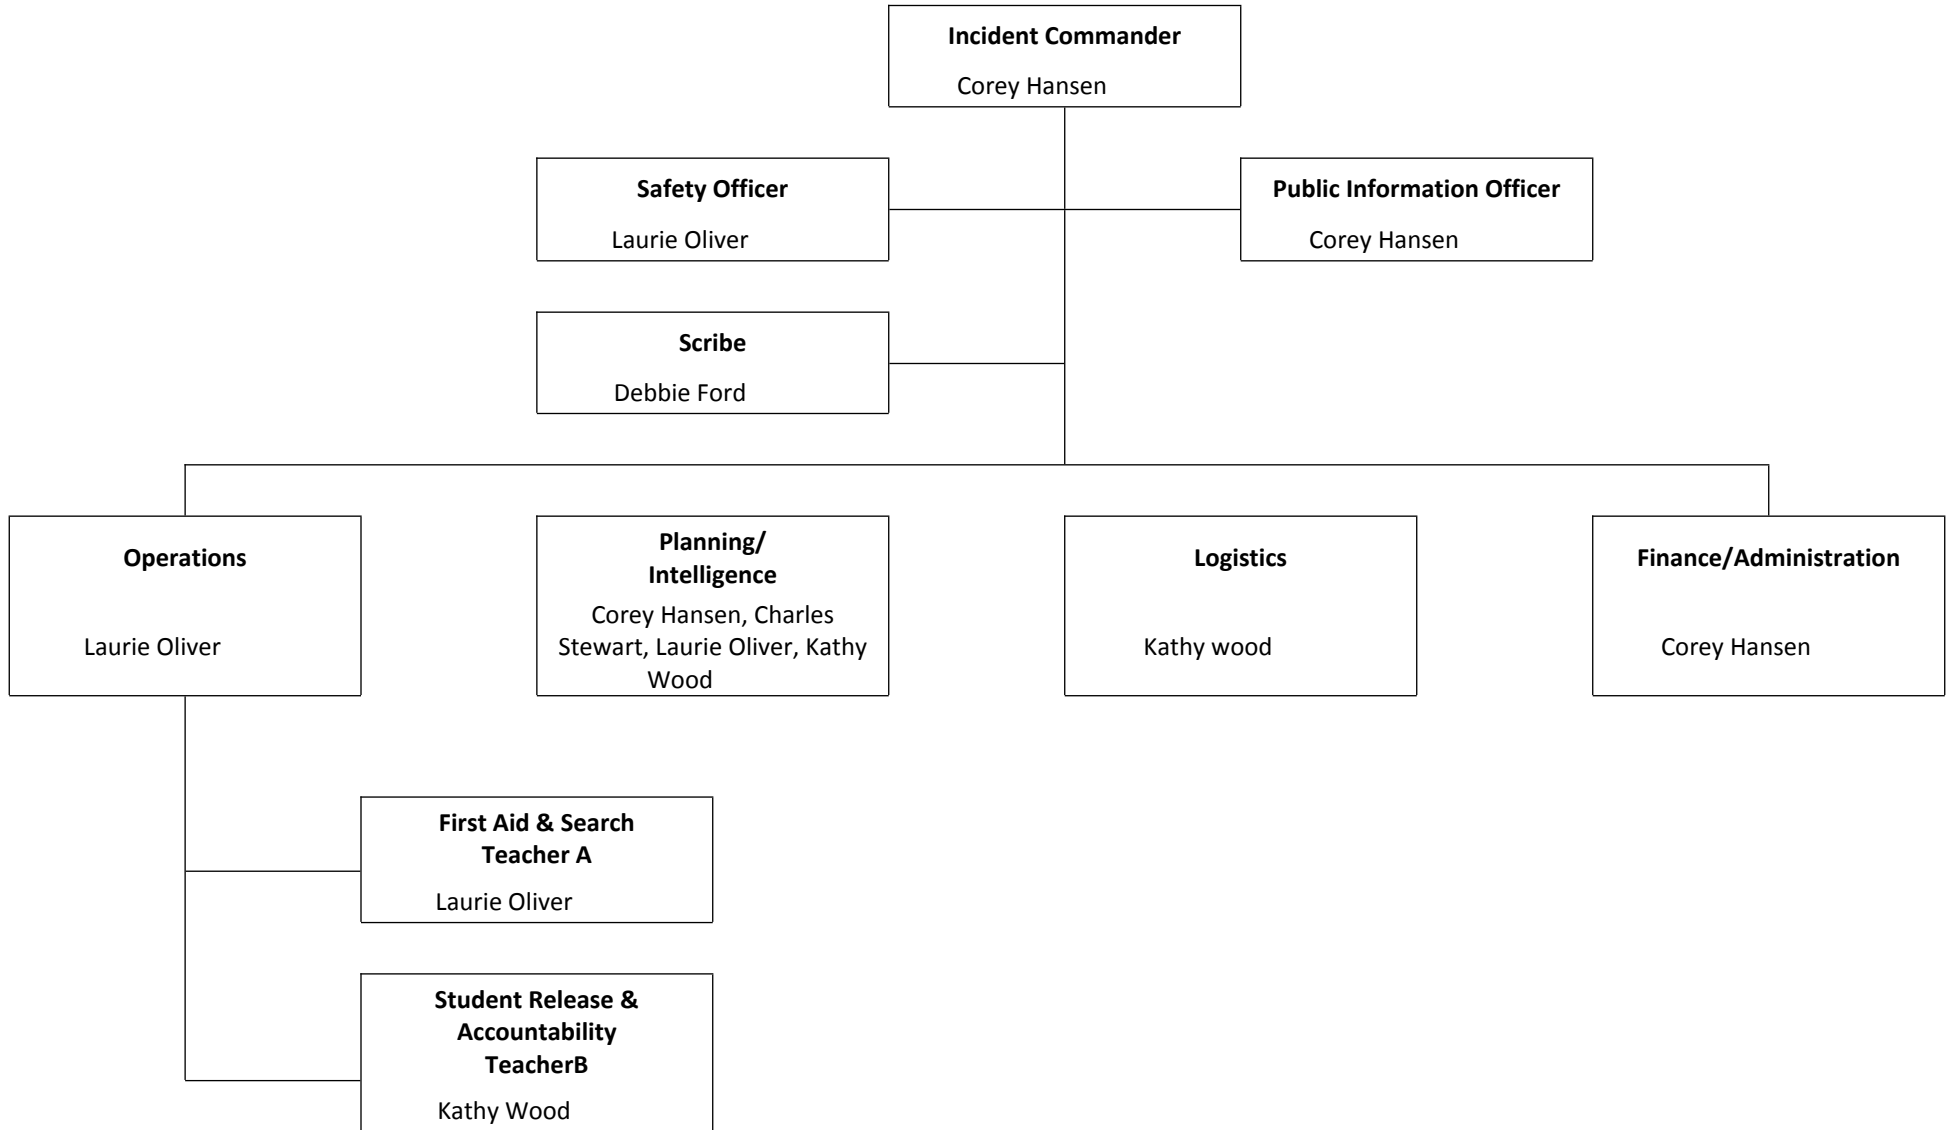 Incident Commander
Corey Hansen
Safety Officer
Laurie Oliver
Public Information Officer
Corey Hansen
Scribe
Debbie Ford
Operations
Laurie Oliver
Planning/
Intelligence
Corey Hansen, Charles
Stewart, Laurie Oliver, Kathy
Wood
Logistics
Kathy wood
Finance/Administration
Corey Hansen
First Aid & Search
Teacher A
Laurie Oliver
Student Release &
Accountability
TeacherB
Kathy Wood